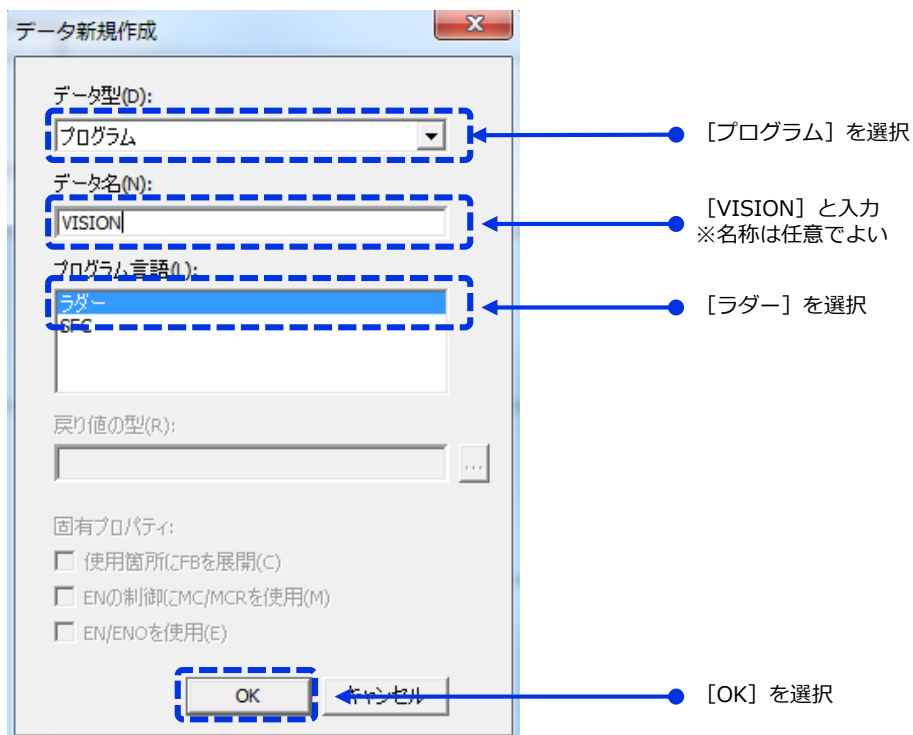 データ新規作成
データ型(D):
プログラム
［プログラム］を選択
データ名(N):
VISION
［VISION］と入力
※名称は任意でよい
プログラム言語(L):
ラダー
［ラダー］を選択
SFC
戻り値の型(R):
...
固有プロパティ:
使用箇所にFBを展開(C)
ENの制御にMC/MCRを使用(M)
EN/ENOを使用(E)
OK
キャンセル
［OK］を選択